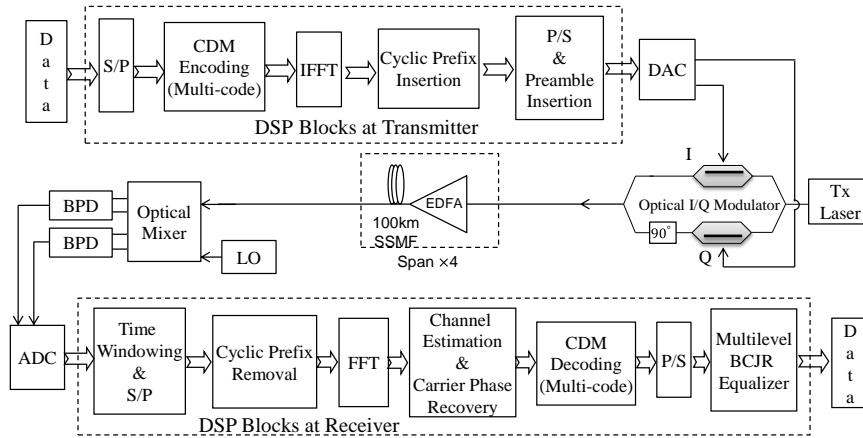 D
a
t
a
S/P
CDM
Encoding
(Multi-code)
IFFT
Cyclic Prefix
Insertion
P/S
&
Preamble
Insertion
DAC
DSP Blocks at Transmitter
I
Optical I/Q Modulator
90°
Q
Tx
Laser
EDFA
100km
SSMF
Span ×4
BPD
BPD
Optical
Mixer
LO
ADC
Time
Windowing
&
S/P
Cyclic Prefix
Removal
FFT
Channel
Estimation
&
Carrier Phase
Recovery
CDM
Decoding
(Multi-code)
P/S
Multilevel
BCJR
Equalizer
D
a
t
a
DSP Blocks at Receiver